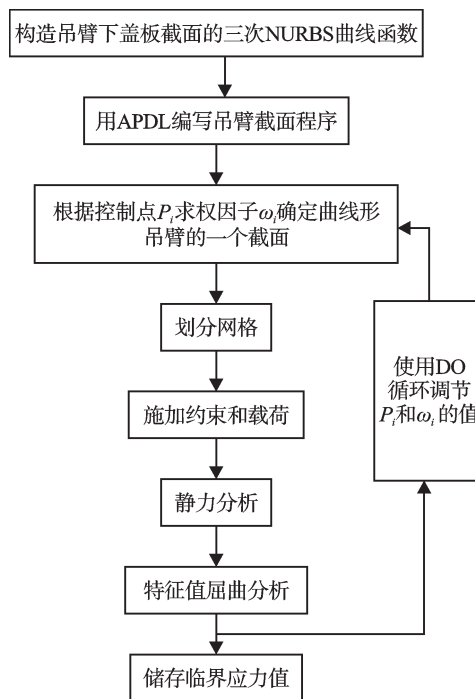 构造吊臂下盖板截面的三次NURBS曲线函数
用APDL编写吊臂截面程序
根据控制点Pi求权因子ωi确定曲线形
吊臂的一个截面
划分网格
施加约束和载荷
静力分析
特征值屈曲分析
储存临界应力值
使用DO
循环调节
Pi和ωi的值